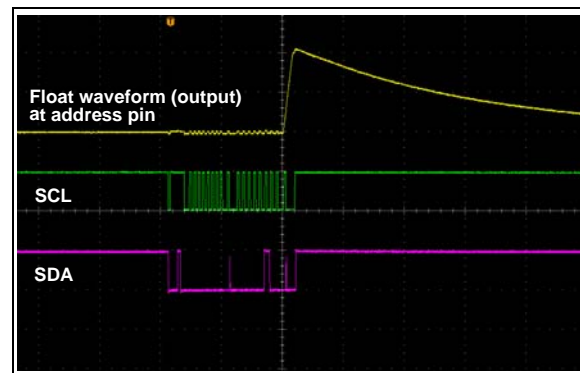 T
Float waveform (output)
at address pin
SCL
SDA